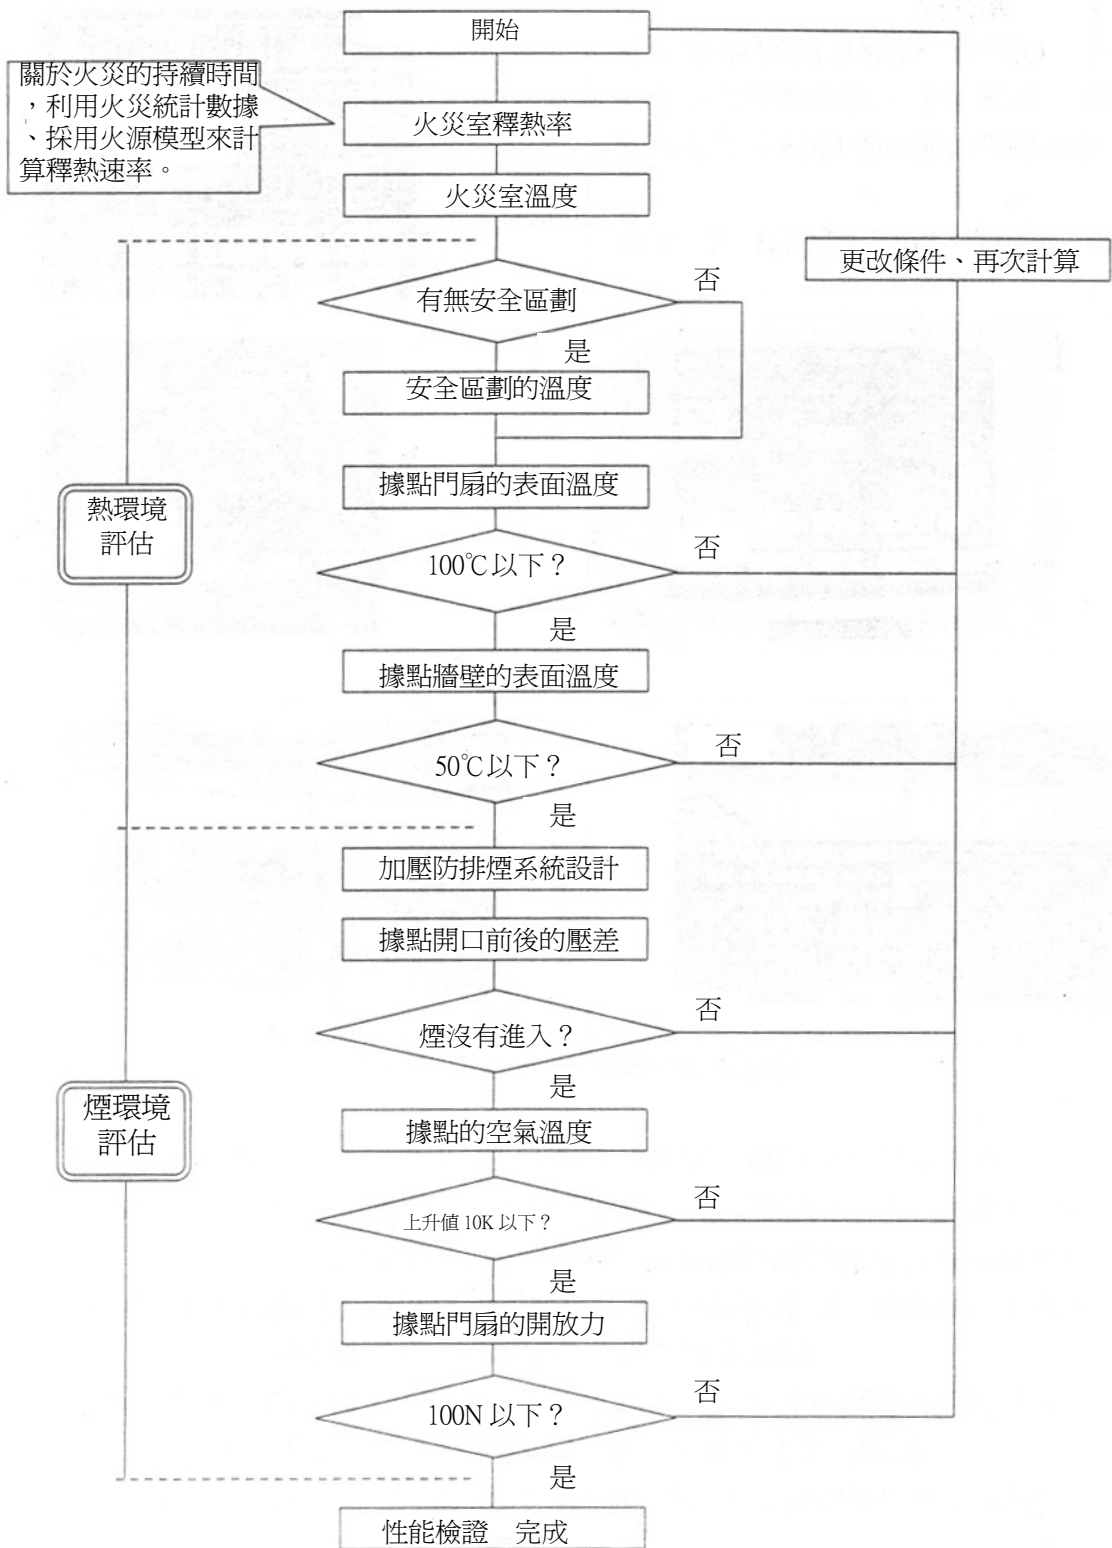 開始
關於火災的持續時間
，利用火災統計數據
、採用火源模型來計
算釋熱速率。
火災室釋熱率
火災室溫度
更改條件、再次計算
有無安全區劃
否
是
安全區劃的溫度
據點門扇的表面溫度
熱環境
評估
100℃以下？
否
是
據點牆壁的表面溫度
50℃以下？
否
是
加壓防排煙系統設計
據點開口前後的壓差
煙沒有進入？
否
是
煙環境
評估
據點的空氣溫度
上升值 10K 以下？
否
是
據點門扇的開放力
100N 以下？
否
是
性能檢證　完成